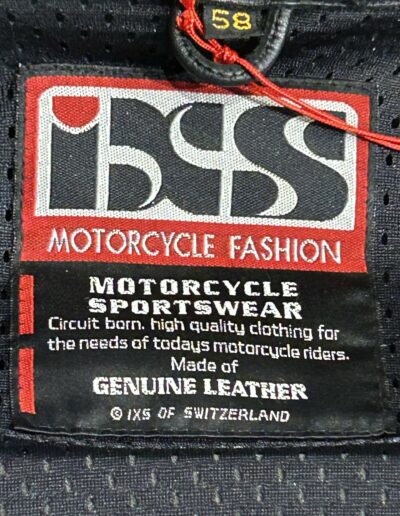 58
iXS
MOTORCYCLE FASHION
MOTORCYCLE
SPORTSWEAR
Circuit born. high quality clothing for
the needs of todays motorcycle riders.
Made of
GENUINE LEATHER
© IXS OF SWITZERLAND